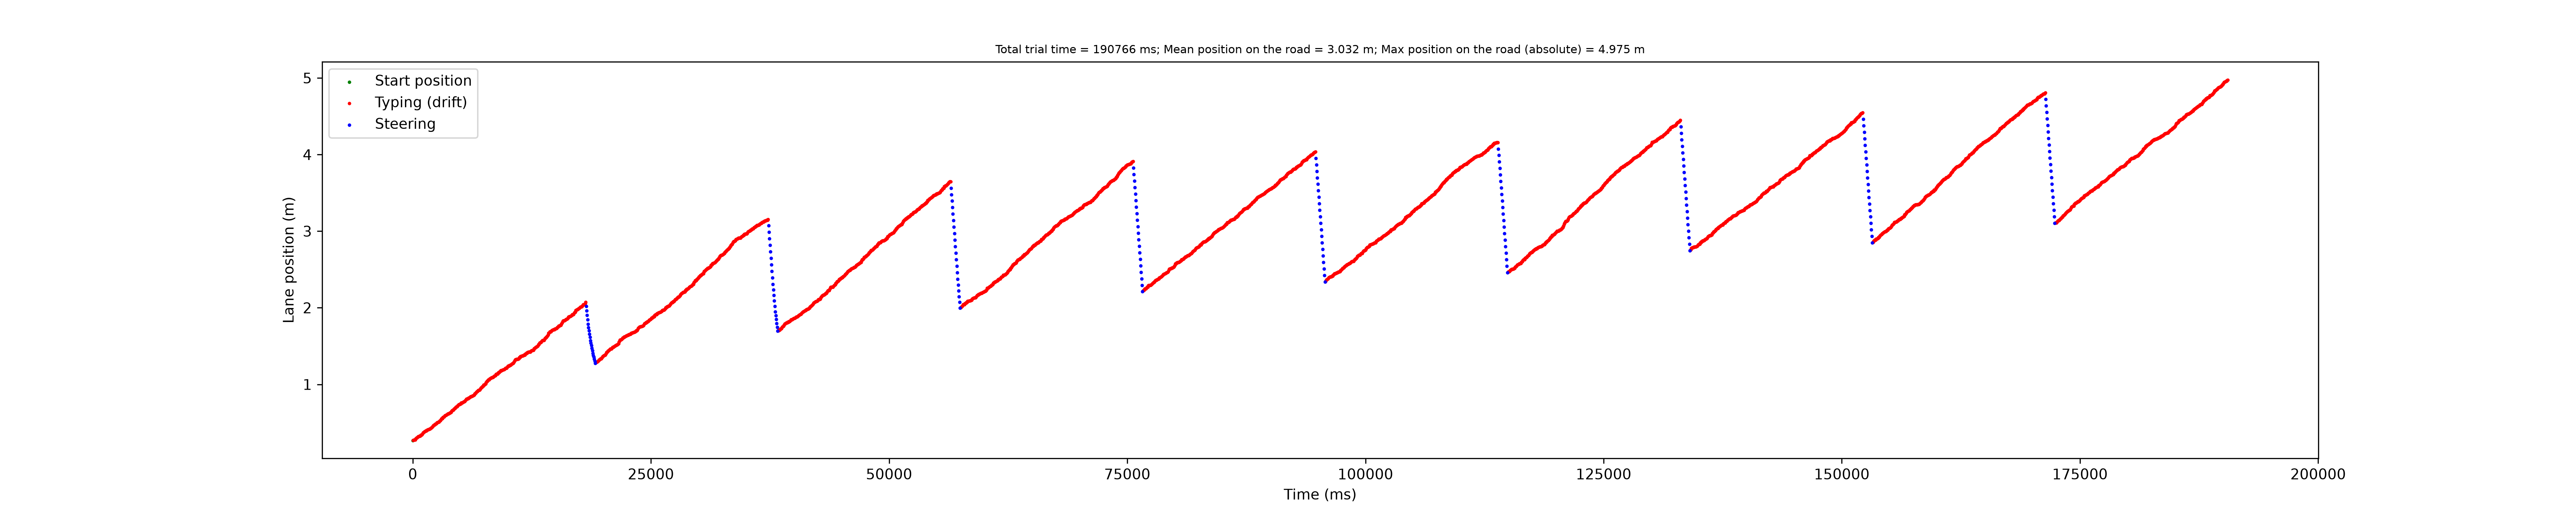 Total trial time = 190766 ms; Mean position on the road = 3.032 m; Max position on the road (absolute) = 4.975 m
Start position
Typing (drift)
Steering
5
4
3
2
1
Lane position (m)
0 25000 50000 75000 100000 125000 150000 175000 200000
Time (ms)